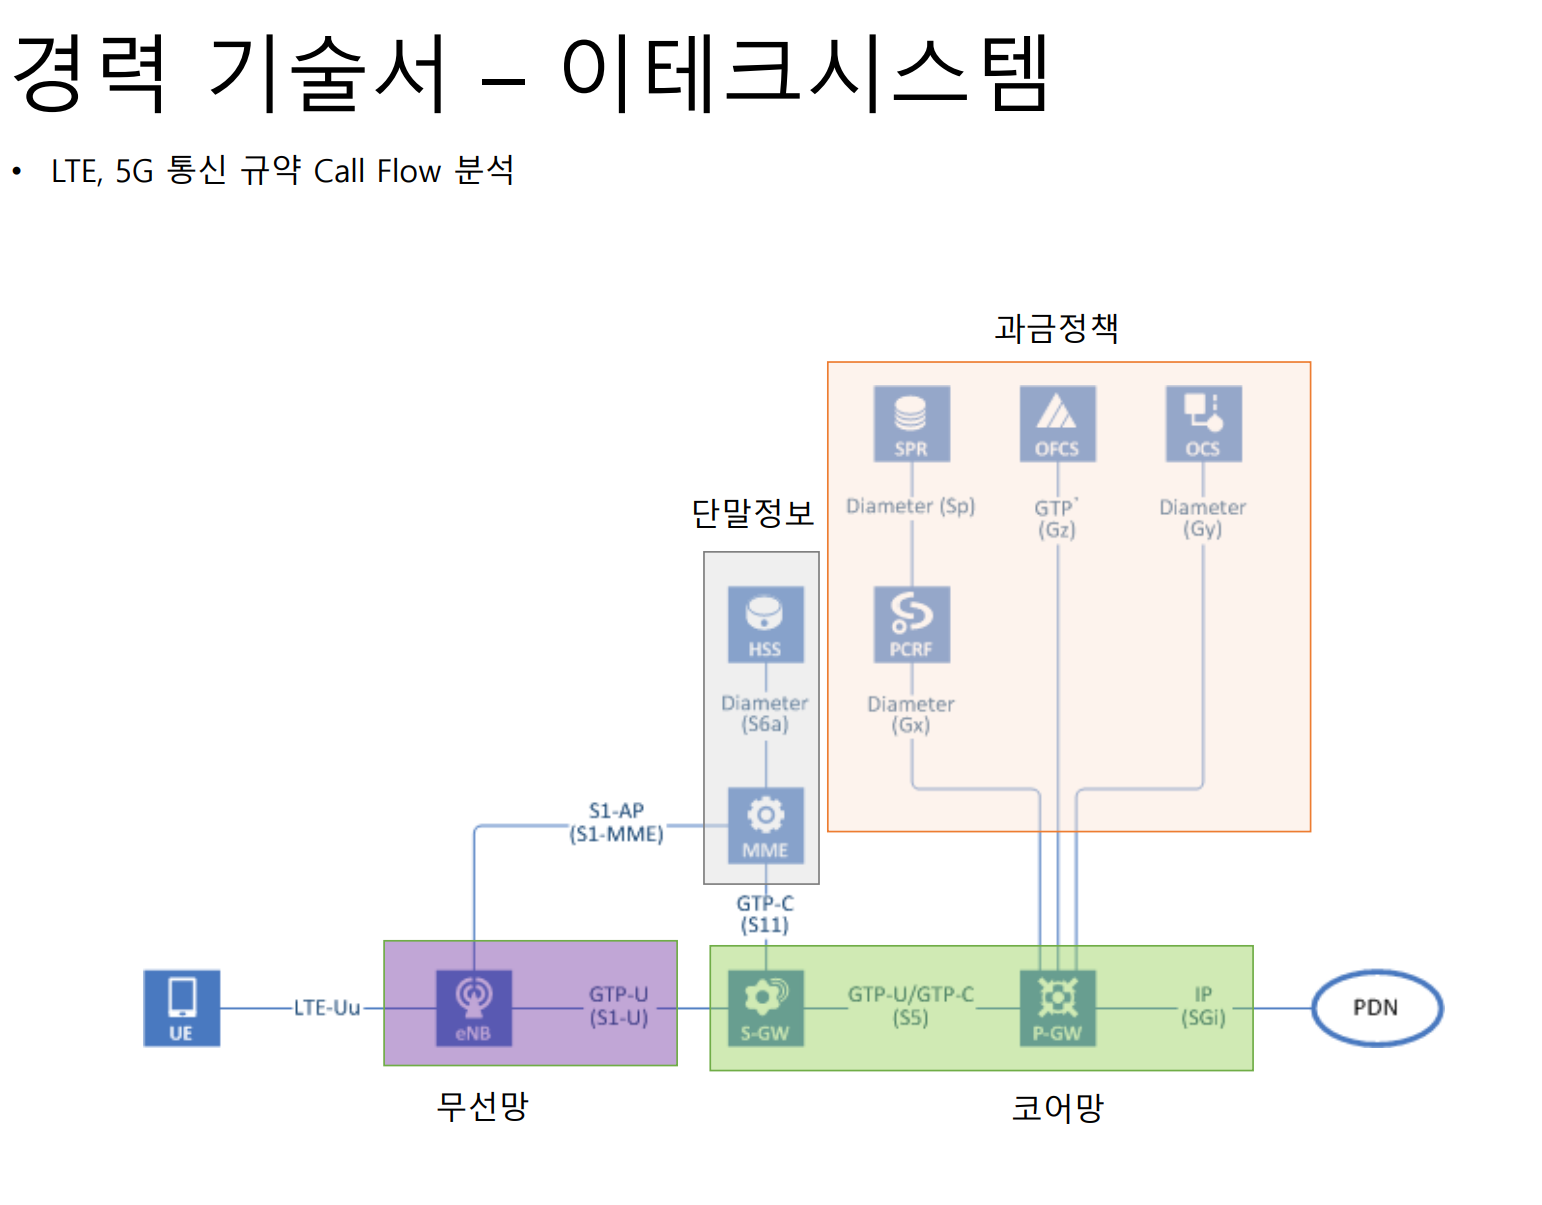 경력 기술서 – 이테크시스템
• LTE, 5G 통신 규약 Call Flow 분석
과금정책
SPR
OFCS
OCS
Diameter (Sp)
GTP'
(Gz)
Diameter
(Gy)
단말정보
HSS
PCRF
Diameter
(S6a)
Diameter
(Gx)
S1-AP
(S1-MME)
MME
GTP-C
(S11)
UE
LTE-Uu
eNB
GTP-U
(S1-U)
S-GW
GTP-U/GTP-C
(S5)
P-GW
IP
(SGi)
PDN
무선망
코어망